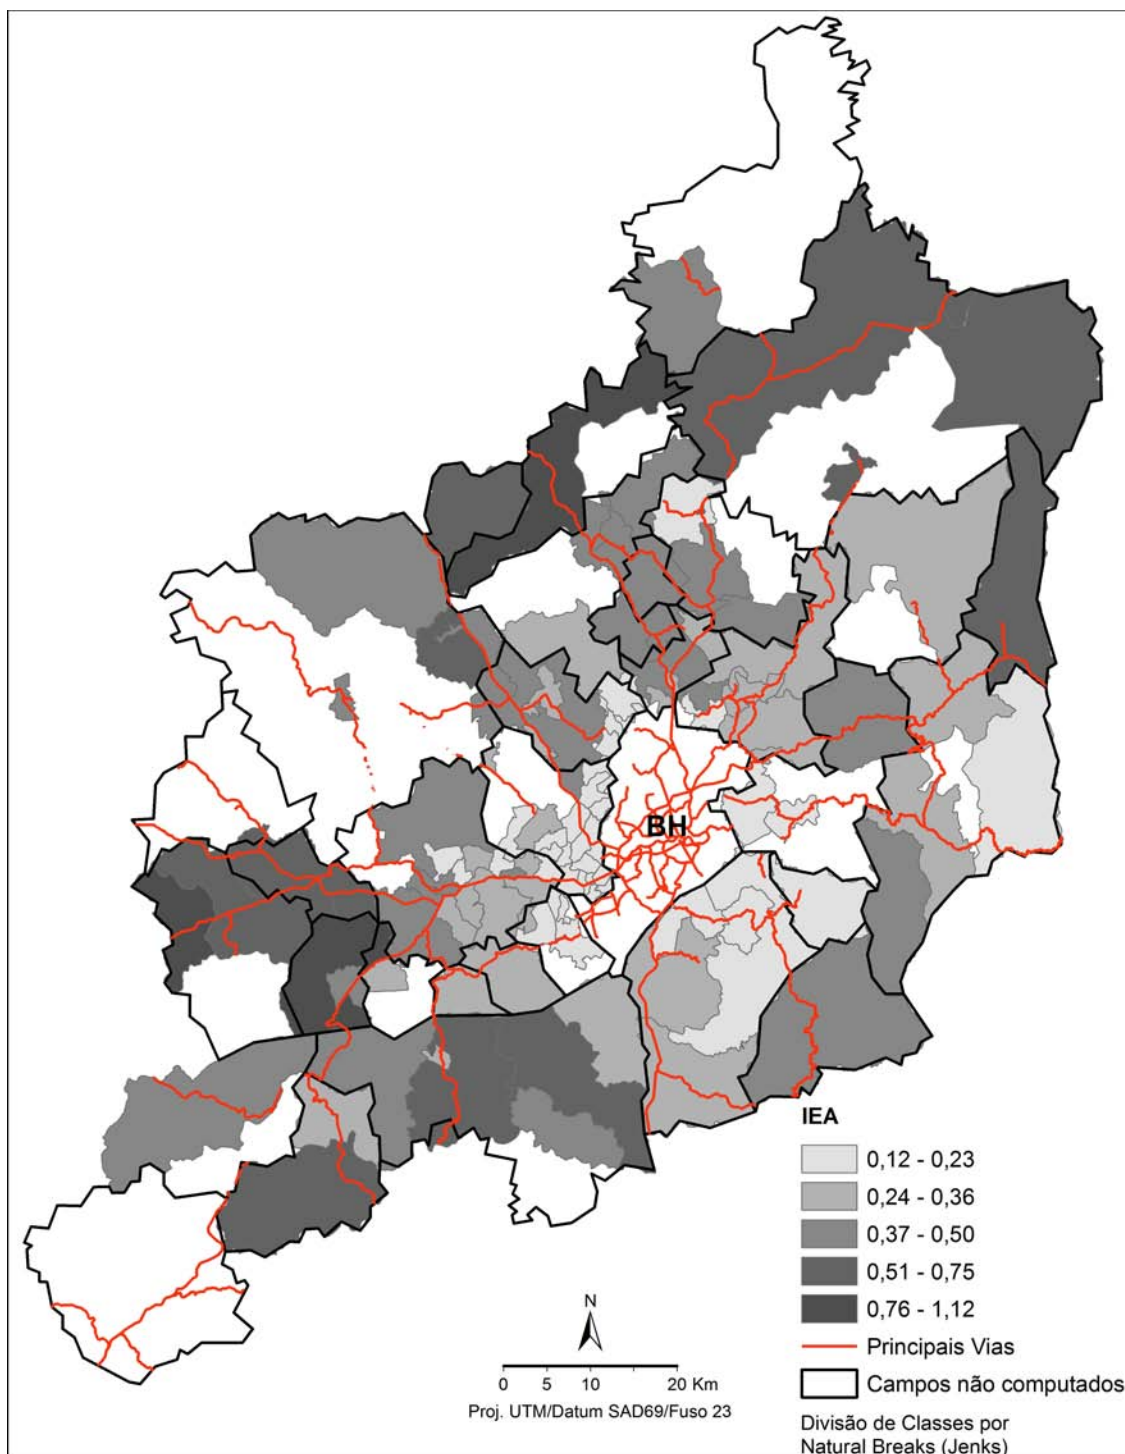 BH
IEA
0,12 - 0,23
0,24 - 0,36
0,37 - 0,50
0,51 - 0,75
0,76 - 1,12
Principais Vias
Campos não computados
Divisão de Classes por
Natural Breaks (Jenks)
N
0 5 10 20 Km
Proj. UTM/Datum SAD69/Fuso 23